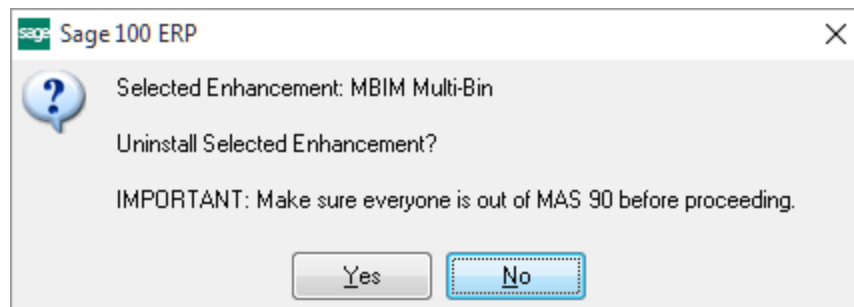 sage Sage 100 ERP
Selected Enhancement: MBIM Multi-Bin
Uninstall Selected Enhancement?
IMPORTANT: Make sure everyone is out of MAS 90 before proceeding.
Yes No